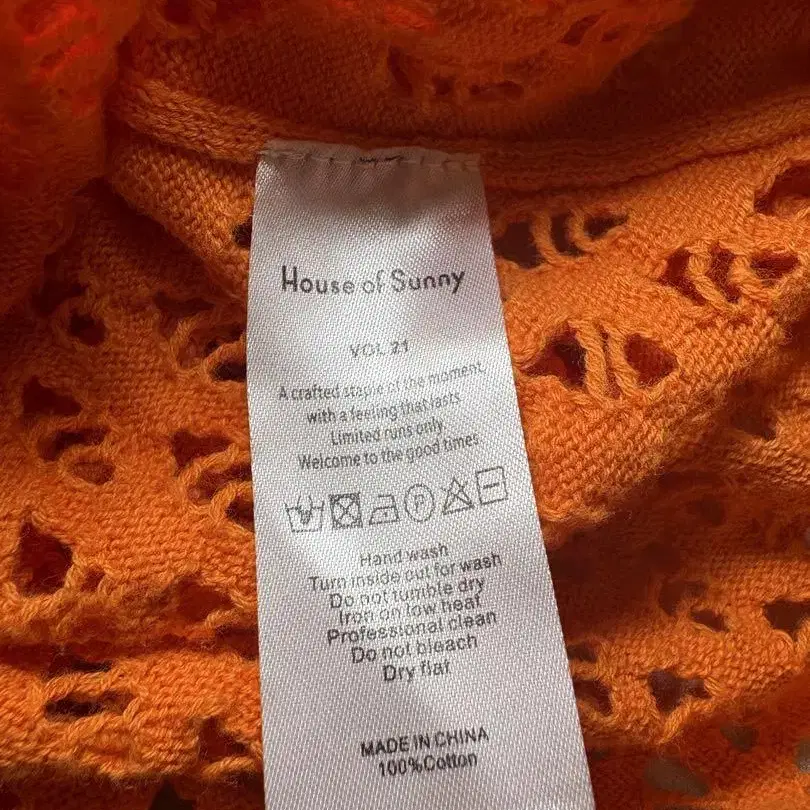 House of Sunny
VOL 21
A crafted staple of the moment,
with a feeling that lasts.
Limited runs only.
Welcome to the good times.
P
Hand wash
Turn inside out for wash
Do not tumble dry
Iron on low heat
Professional clean
Do not bleach
Dry flat
MADE IN CHINA
100%Cotton